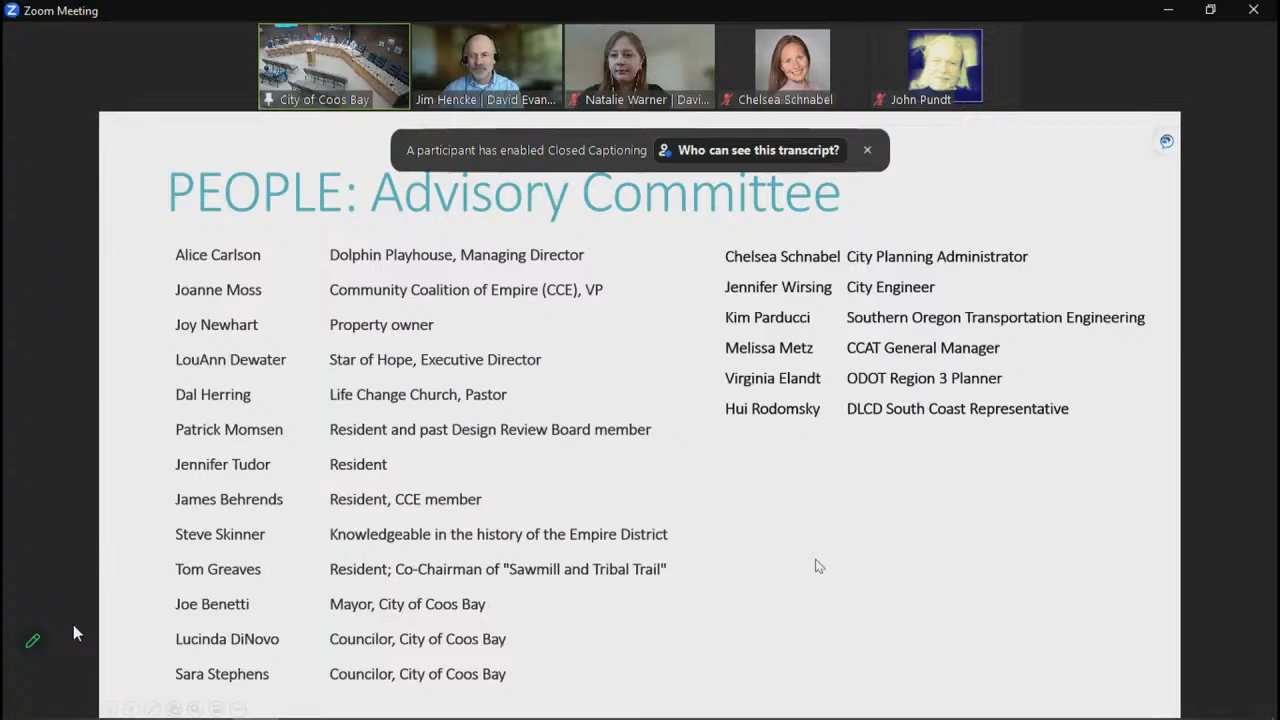 Zoom Meeting
City of Coos Bay
Jim Hencke | David Evan...
Natalie Warner | Davi...
Chelsea Schnabel
John Pundt
A participant has enabled Closed Captioning
Who can see this transcript?
PEOPLE: Advisory Committee
Alice Carlson Dolphin Playhouse, Managing Director
Joanne Moss Community Coalition of Empire (CCE), VP
Joy Newhart Property owner
LouAnn Dewater Star of Hope, Executive Director
Dal Herring Life Change Church, Pastor
Patrick Momsen Resident and past Design Review Board member
Jennifer Tudor Resident
James Behrends Resident, CCE member
Steve Skinner Knowledgeable in the history of the Empire District
Tom Greaves Resident; Co-Chairman of "Sawmill and Tribal Trail"
Joe Benetti Mayor, City of Coos Bay
Lucinda DiNovo Councilor, City of Coos Bay
Sara Stephens Councilor, City of Coos Bay
Chelsea Schnabel City Planning Administrator
Jennifer Wirsing City Engineer
Kim Parducci Southern Oregon Transportation Engineering
Melissa Metz CCAT General Manager
Virginia Elandt ODOT Region 3 Planner
Hui Rodomsky DLCD South Coast Representative